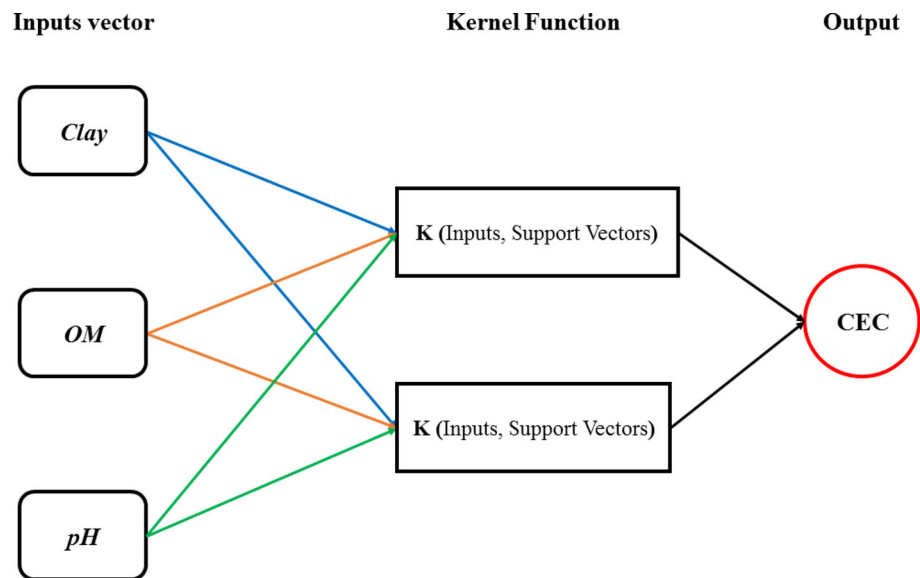 Inputs vector
Kernel Function
Output
Clay
K (Inputs, Support Vectors)
OM
CEC
K (Inputs, Support Vectors)
pH